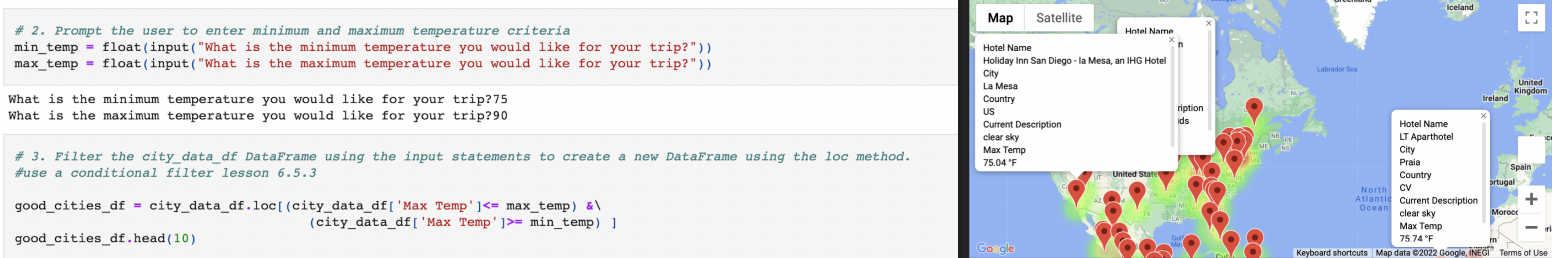 # 2. Prompt the user to enter minimum and maximum temperature criteria
min_temp = float(input("What is the minimum temperature you would like for your trip?"))
max_temp = float(input("What is the maximum temperature you would like for your trip?"))
What is the minimum temperature you would like for your trip?75
What is the maximum temperature you would like for your trip?90
# 3. Filter the city_data_df DataFrame using the input statements to create a new DataFrame using the loc method.
#use a conditional filter lesson 6.5.3
good_cities_df = city_data_df.loc[(city_data_df['Max Temp']<= max_temp) &\
(city_data_df['Max Temp']>= min_temp) ]
good_cities_df.head(10)
Map Satellite
Hotel Name
Hotel Name
Holiday Inn San Diego - la Mesa, an IHG Hotel
City
La Mesa
Country
US
Current Description
clear sky
Max Temp
75.04 °F
Hotel Name
LT Aparthotel
City
Praia
Country
CV
Current Description
clear sky
Max Temp
75.74 °F
Iceland
Labrador Sea
United
Kingdom
Ireland
Spain
North
Atlantic
Ocean
NL
NB
PE
NS
ME
UT
AZ
TX
United State
Google
Keyboard shortcuts
Map data ©2022 Google, INEGI
Terms of Use